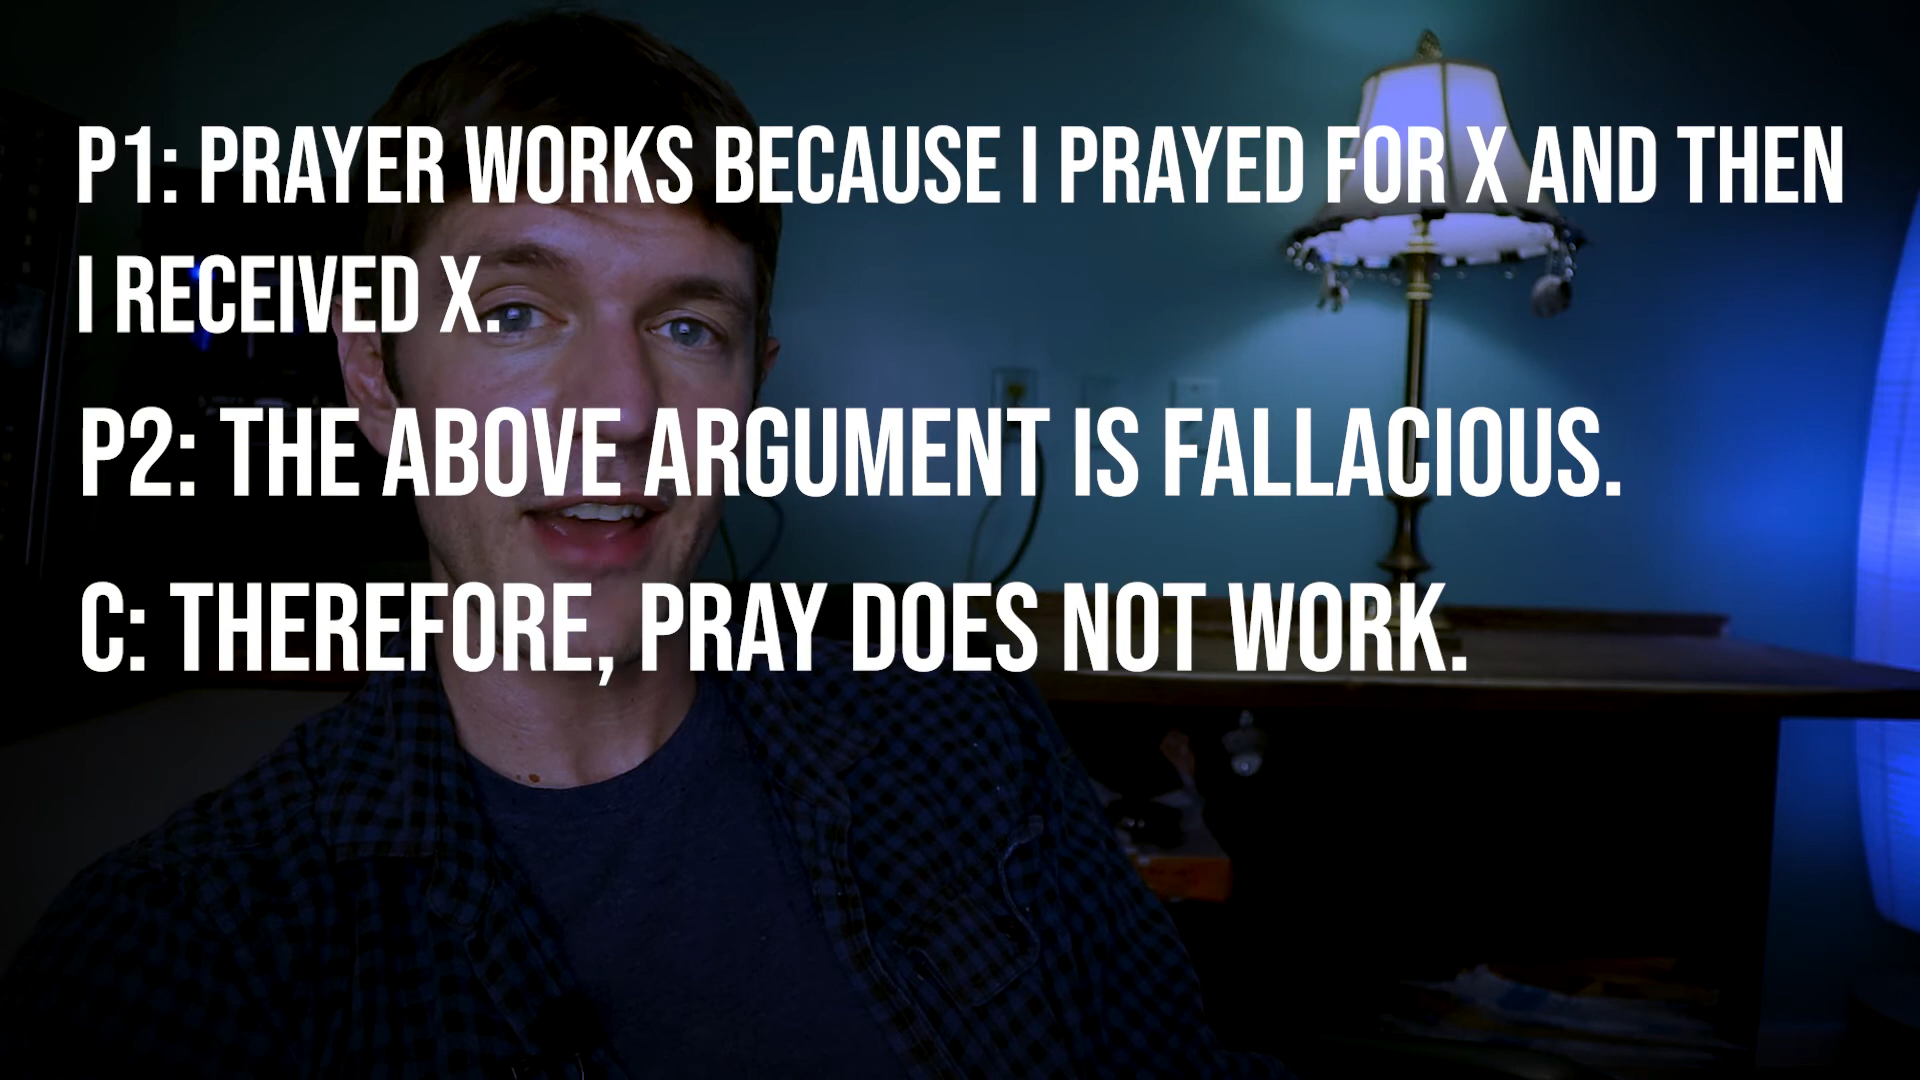 P1: PRAYER WORKS BECAUSE I PRAYED FOR X AND THEN
I RECEIVED X.
P2: THE ABOVE ARGUMENT IS FALLACIOUS.
C: THEREFORE, PRAY DOES NOT WORK.